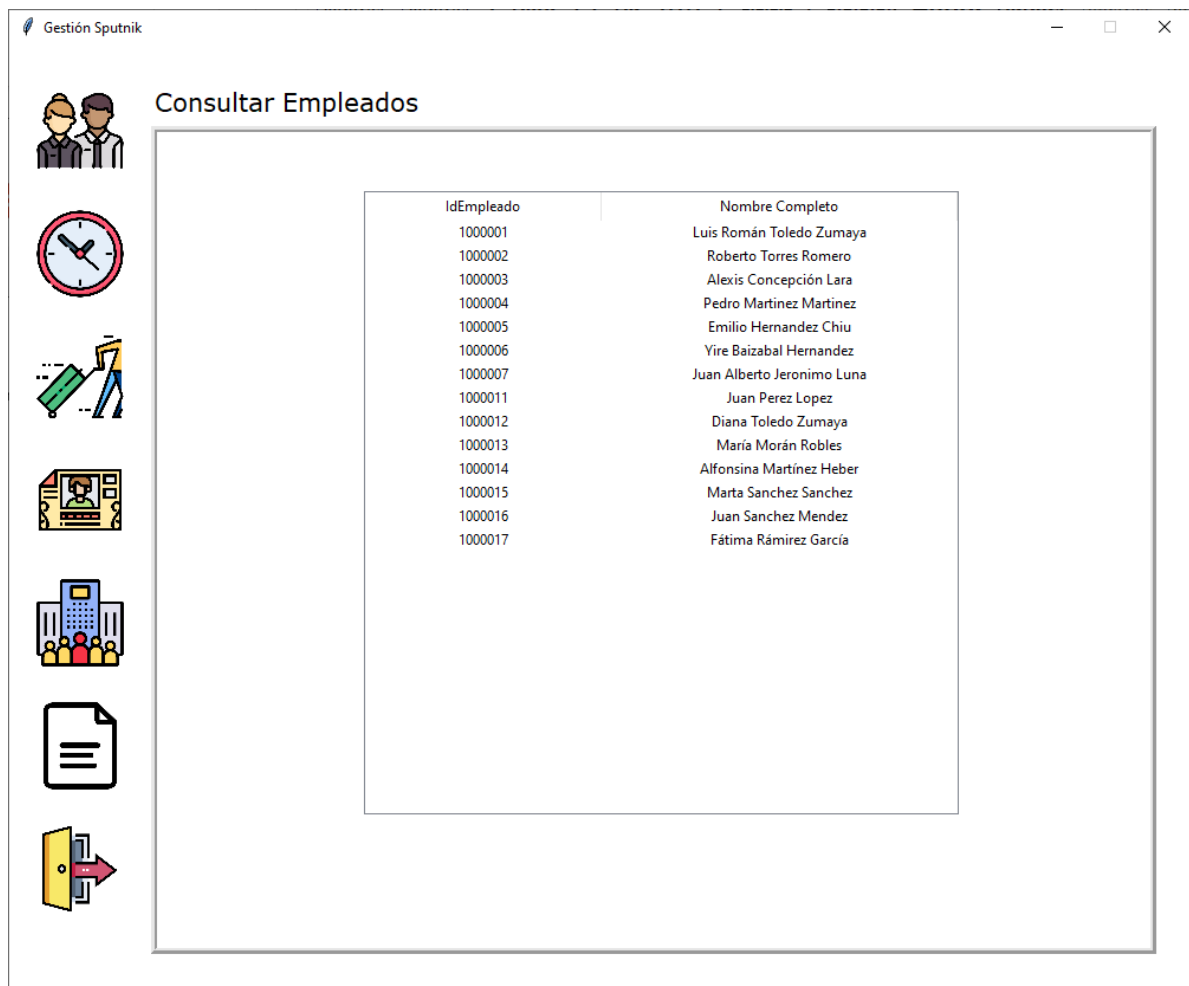 Gestión Sputnik
Consultar Empleados
IdEmpleado Nombre Completo
1000001 Luis Román Toledo Zumaya
1000002 Roberto Torres Romero
1000003 Alexis Concepción Lara
1000004 Pedro Martinez Martinez
1000005 Emilio Hernandez Chiu
1000006 Yire Baizabal Hernandez
1000007 Juan Alberto Jeronimo Luna
1000011 Juan Perez Lopez
1000012 Diana Toledo Zumaya
1000013 María Morán Robles
1000014 Alfonsina Martínez Heber
1000015 Marta Sanchez Sanchez
1000016 Juan Sanchez Mendez
1000017 Fátima Rámirez García